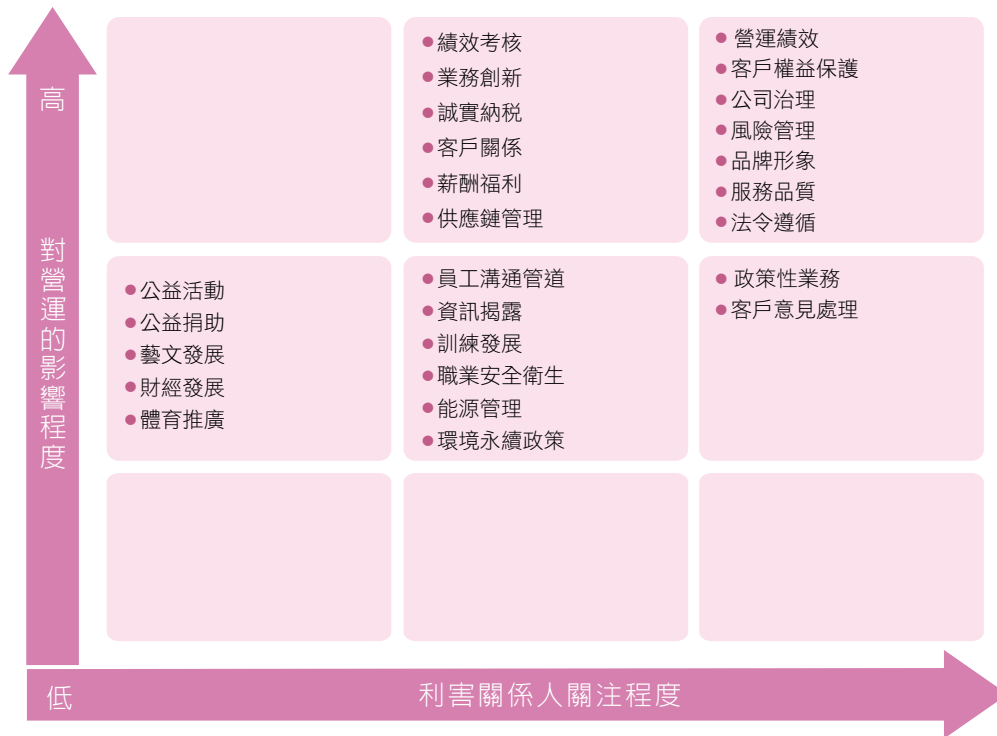 高
對營運的影響程度
績效考核
業務創新
誠實納稅
客戶關係
薪酬福利
供應鏈管理
營運績效
客戶權益保護
公司治理
風險管理
品牌形象
服務品質
法令遵循
公益活動
公益捐助
藝文發展
財經發展
體育推廣
員工溝通管道
資訊揭露
訓練發展
職業安全衛生
能源管理
環境永續政策
政策性業務
客戶意見處理
低
利害關係人關注程度